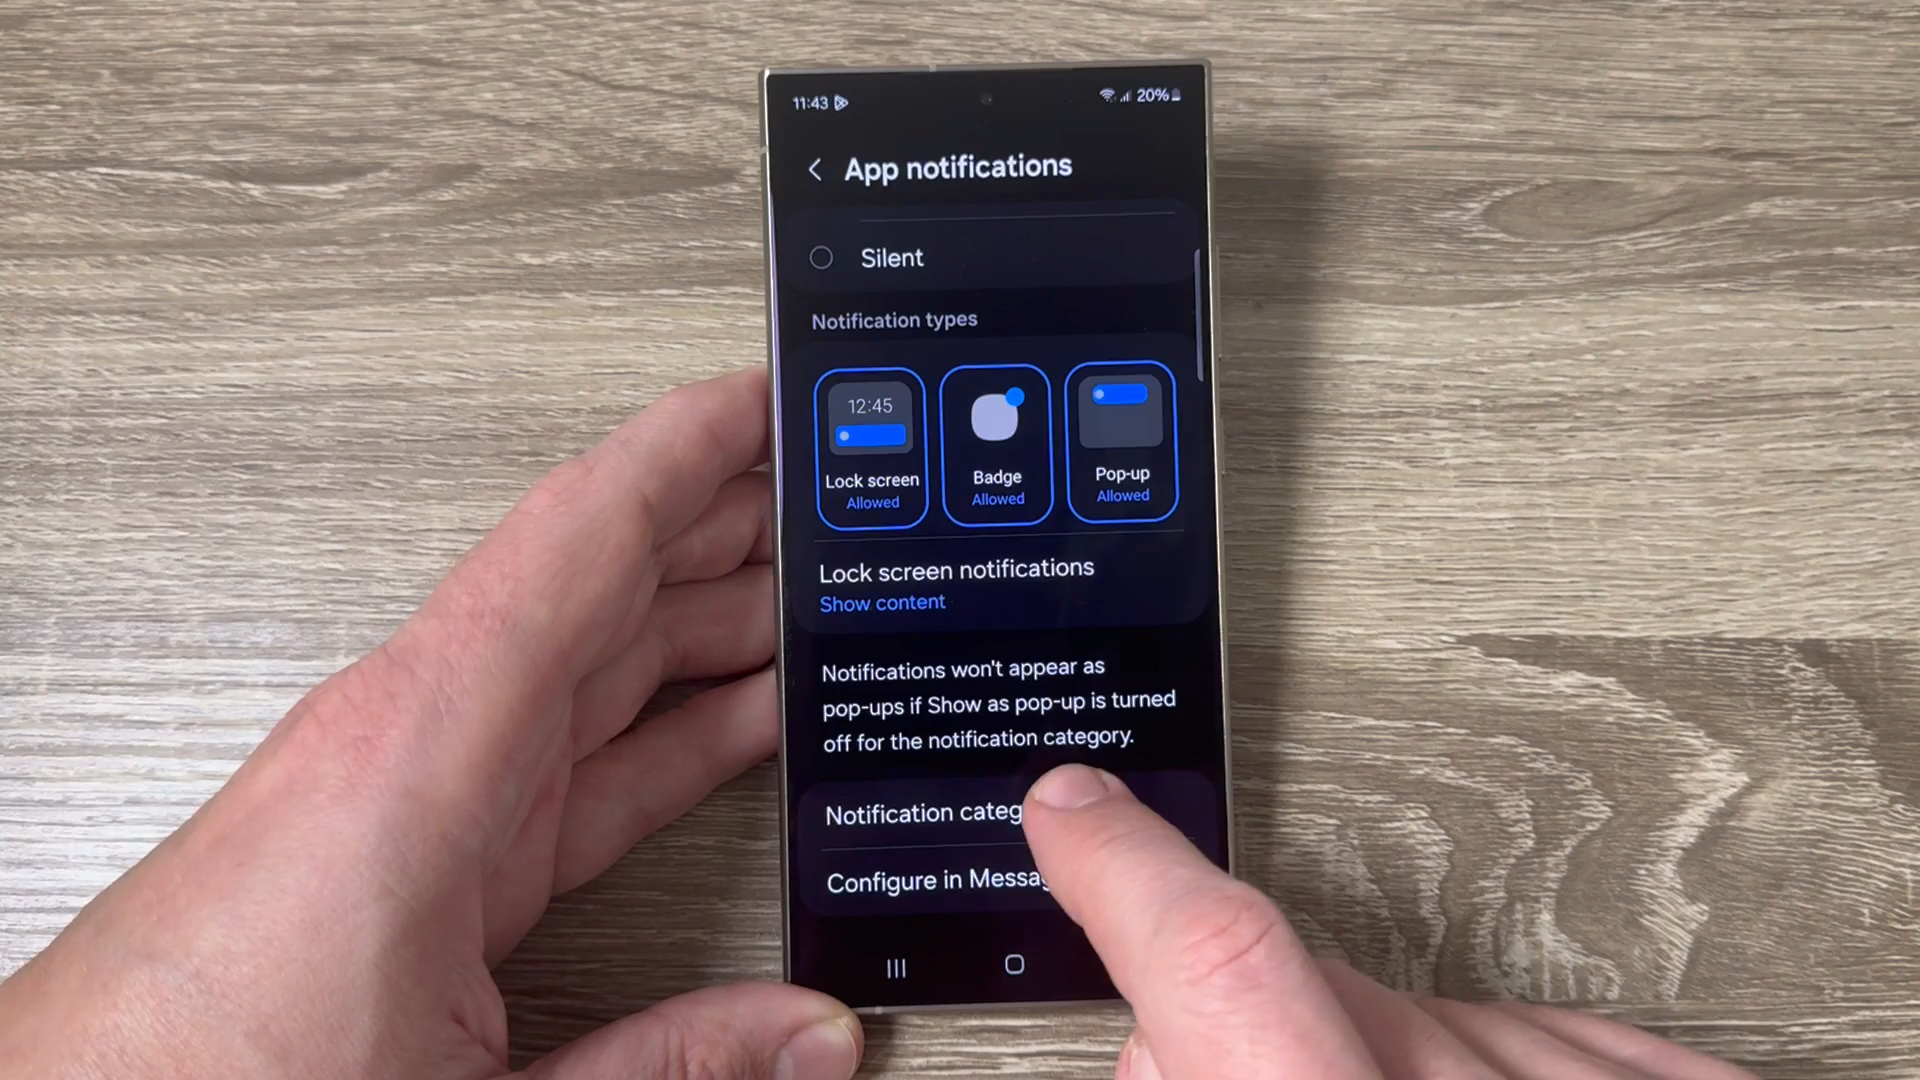 11:43
20%
App notifications
Silent
Notification types
12:45
Lock screen
Allowed
Badge
Allowed
Pop-up
Allowed
Lock screen notifications
Show content
Notifications won't appear as
pop-ups if Show as pop-up is turned
off for the notification category.
Notification categ
Configure in Messag